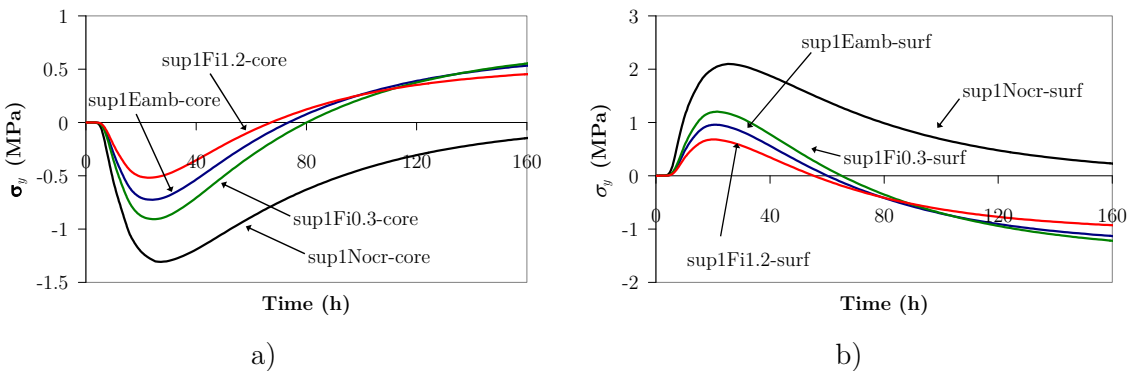 1
0.5
0
-0.5
-1
-1.5
0
40
80
120
160
σy (MPa)
Time (h)
sup1Fi1.2-core
sup1Eamb-core
sup1Fi0.3-core
sup1Nocr-core
a)
3
2
1
0
-1
-2
0
40
80
120
160
σy (MPa)
Time (h)
sup1Eamb-surf
sup1Nocr-surf
sup1Fi0.3-surf
sup1Fi1.2-surf
b)